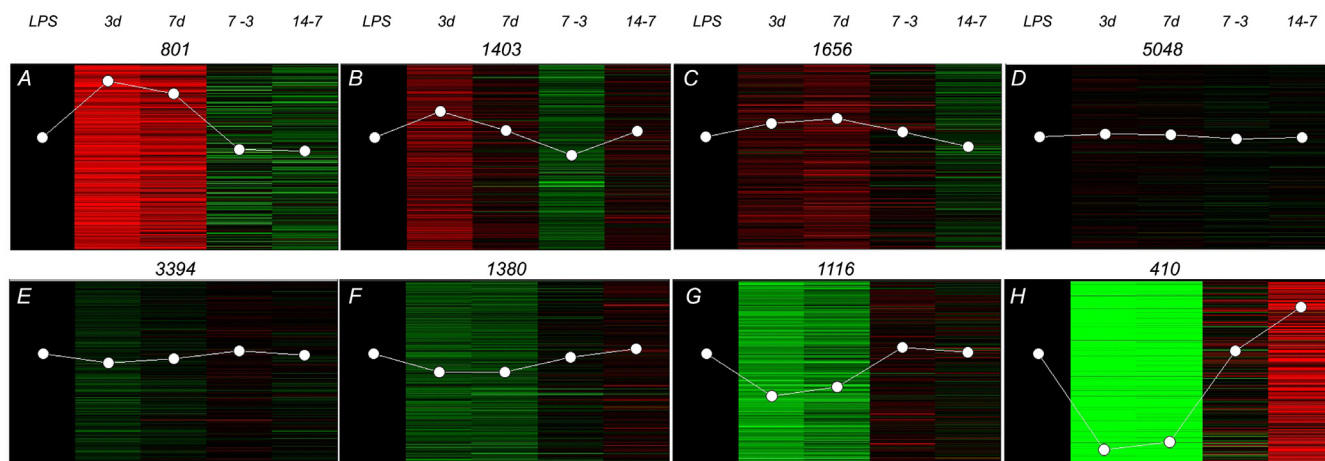 LPS 3d 7d 7 -3 14-7 LPS 3d 7d 7 -3 14-7 LPS 3d 7d 7 -3 14-7 LPS 3d 7d 7 -3 14-7
801 1403 1656 5048
A B C D
3394 1380 1116 410
E F G H